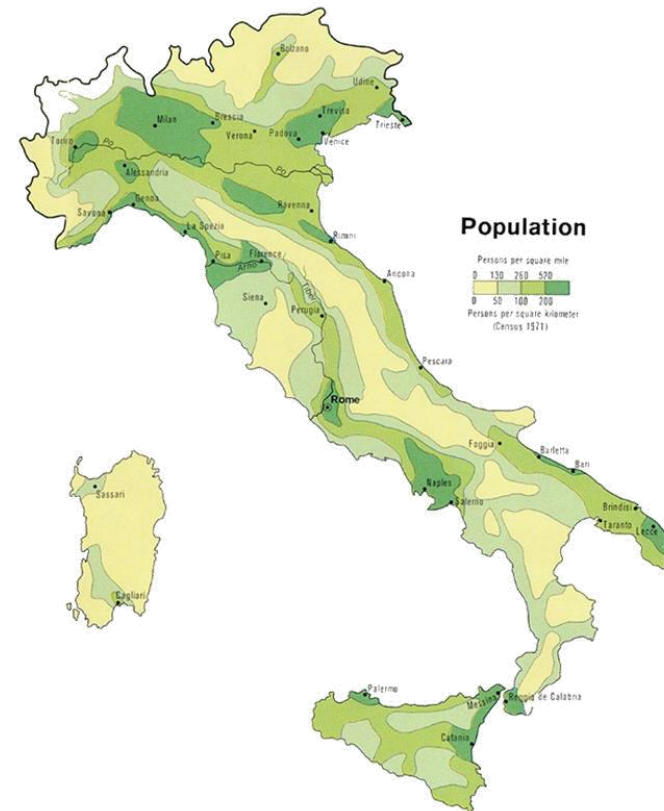 Bolzano
Udine
Milan
Brescia
Treviso
Verona
Padova
Venice
Trieste
Torino
Po
Po
Alessandria
Genoa
Ravenna
Savona
La Spezia
Rimini
Pisa
Florence
Arno
Ancona
Siena
Tiber
Perugia
Population
Persons per square mile
0 130 260 520
0 50 100 200
Persons per square kilometer
(Census 1971)
Pescara
Rome
Foggia
Barletta
Bari
Naples
Salerno
Brindisi
Taranto
Lecce
Sassari
Cagliari
Palermo
Messina
Reggio de Calabria
Catania